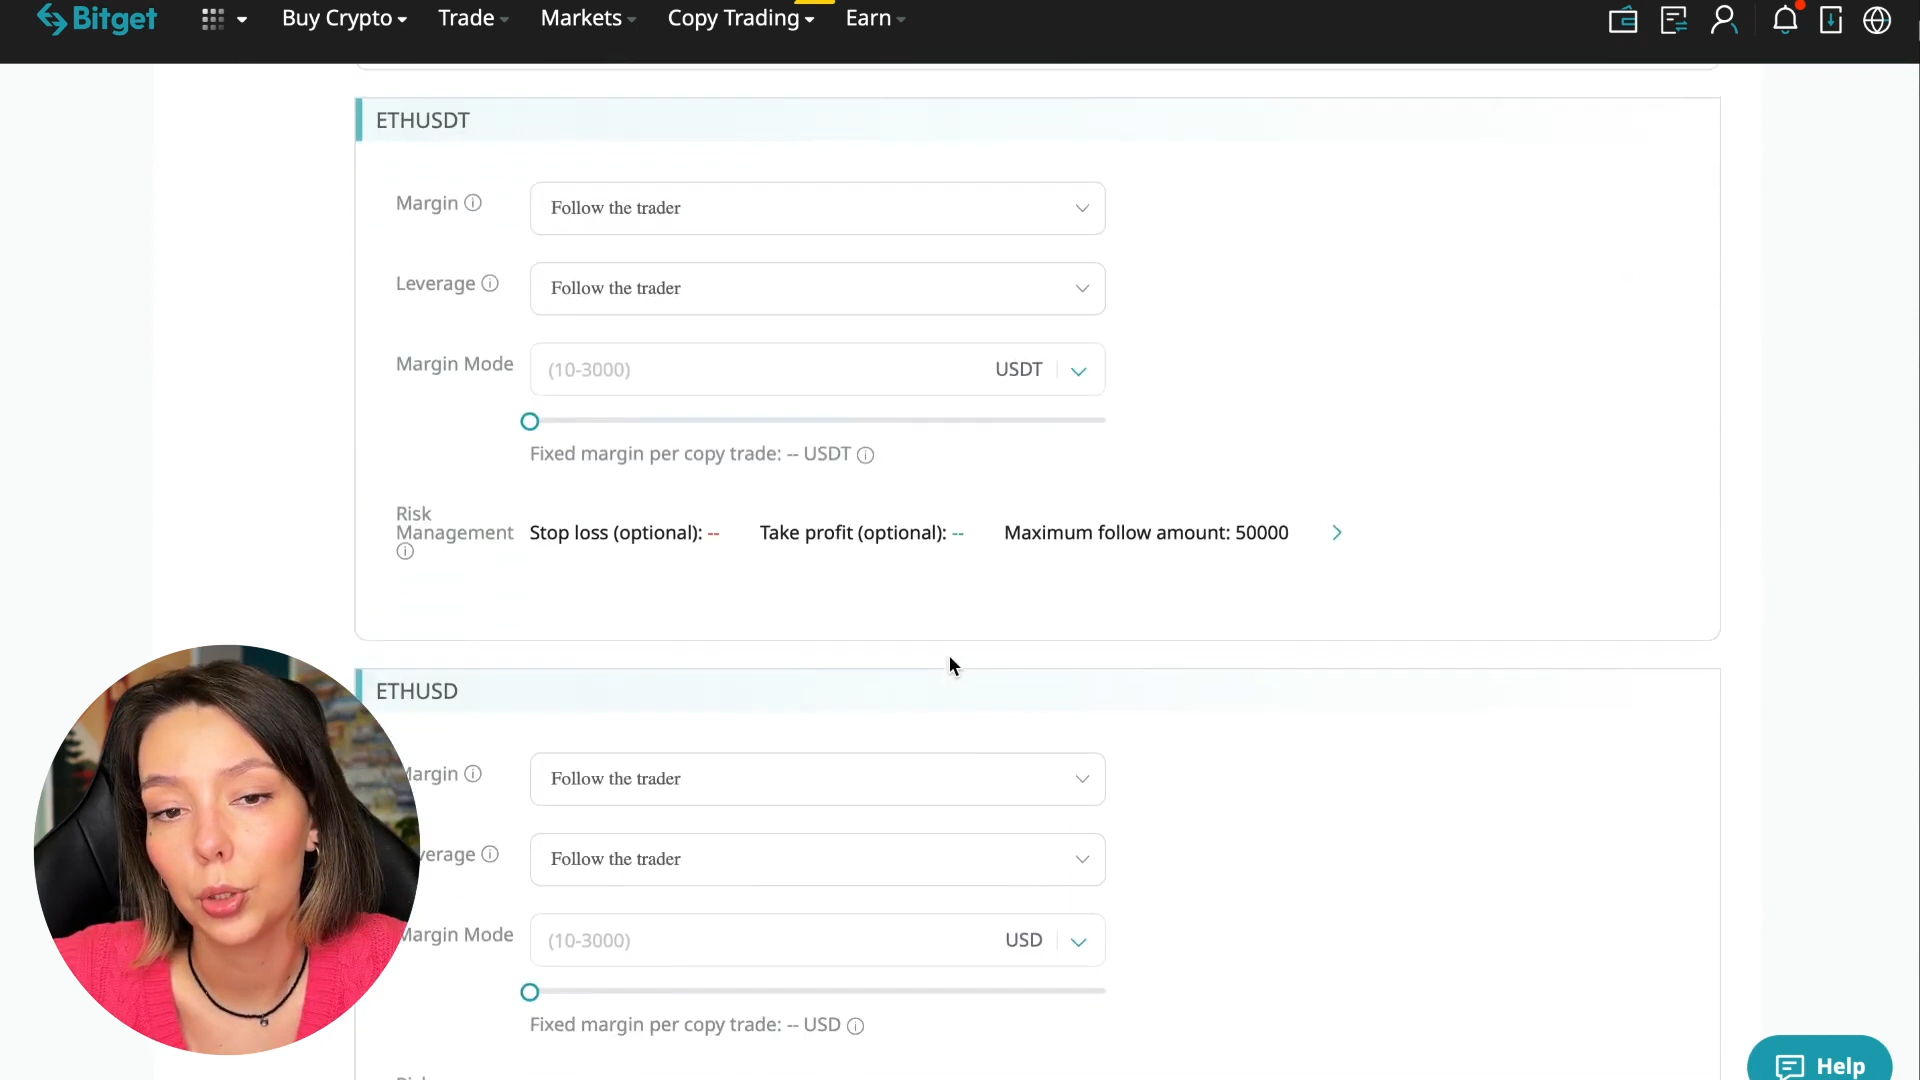 Bitget Buy Crypto Trade Markets Copy Trading Earn
ETHUSDT
Margin Follow the trader
Leverage Follow the trader
Margin Mode (10-3000) USDT
Fixed margin per copy trade: -- USDT
Risk Management Stop loss (optional): -- Take profit (optional): -- Maximum follow amount: 50000
ETHUSD
Margin Follow the trader
verage Follow the trader
Margin Mode (10-3000) USD
Fixed margin per copy trade: -- USD
Help